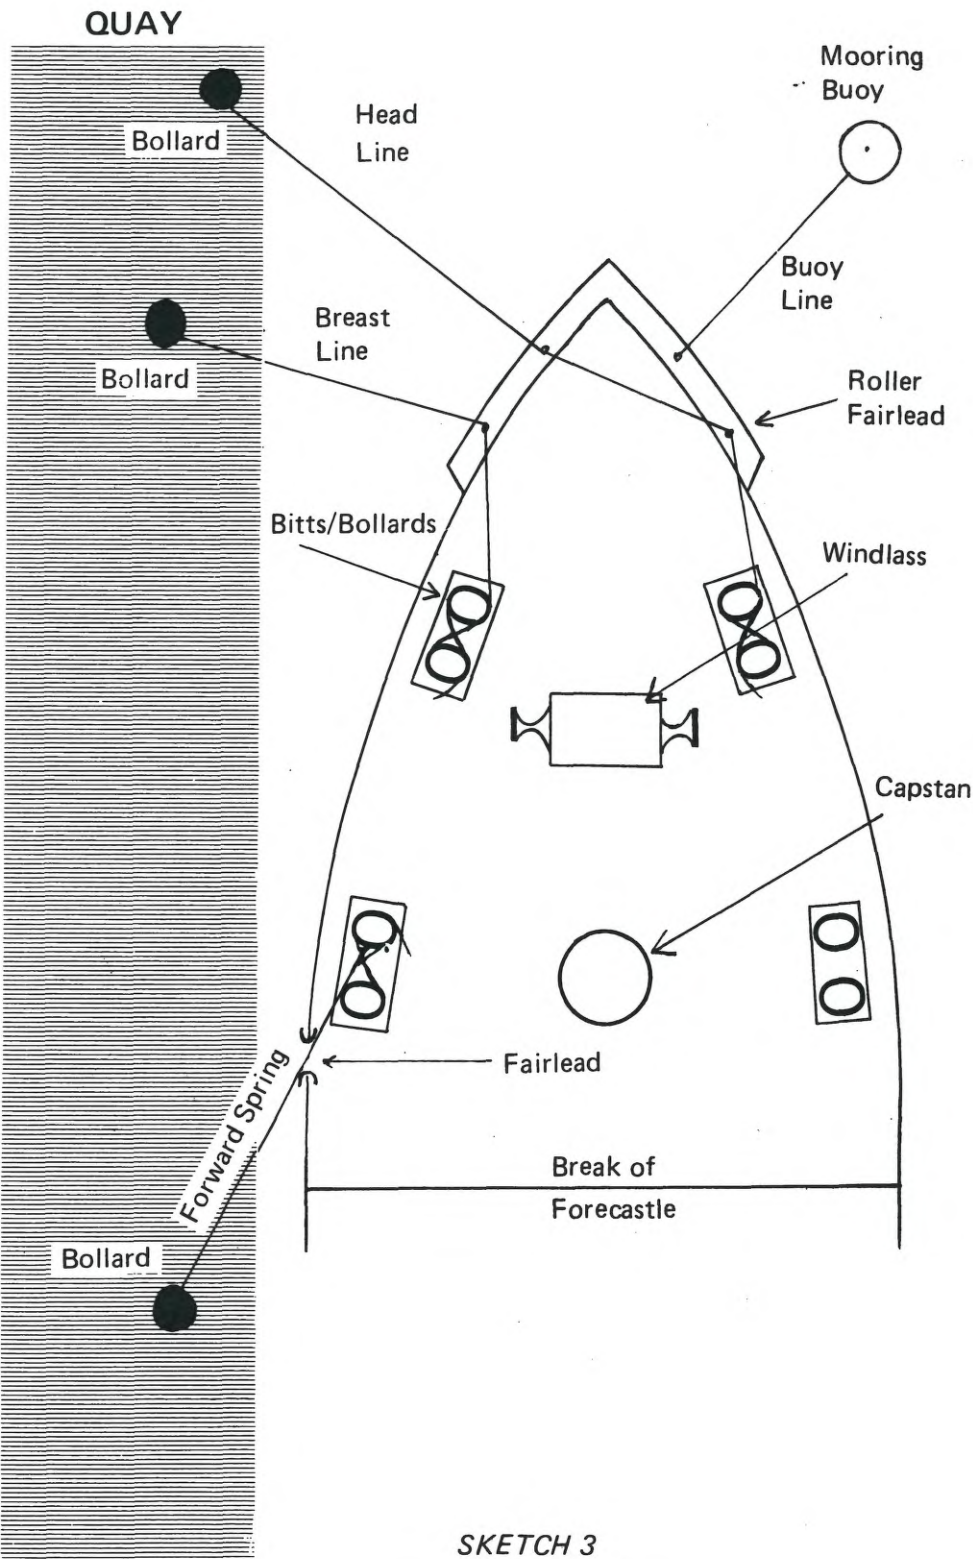 QUAY
Mooring
Buoy
Head
Line
Bollard
Buoy
Line
Breast
Line
Bollard
Roller
Fairlead
Bitts/Bollards
Windlass
Capstan
Fairlead
Forward Spring
Break of
Forecastle
Bollard
SKETCH 3